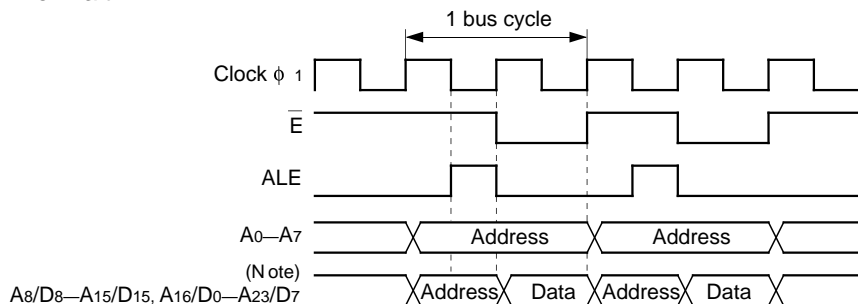 1 bus cycle
Clock ϕ 1
E
ALE
A0—A7
Address
Address
(N ote)
A8/D8—A15/D15, A16/D0—A23/D7
Address
Data
Address
Data